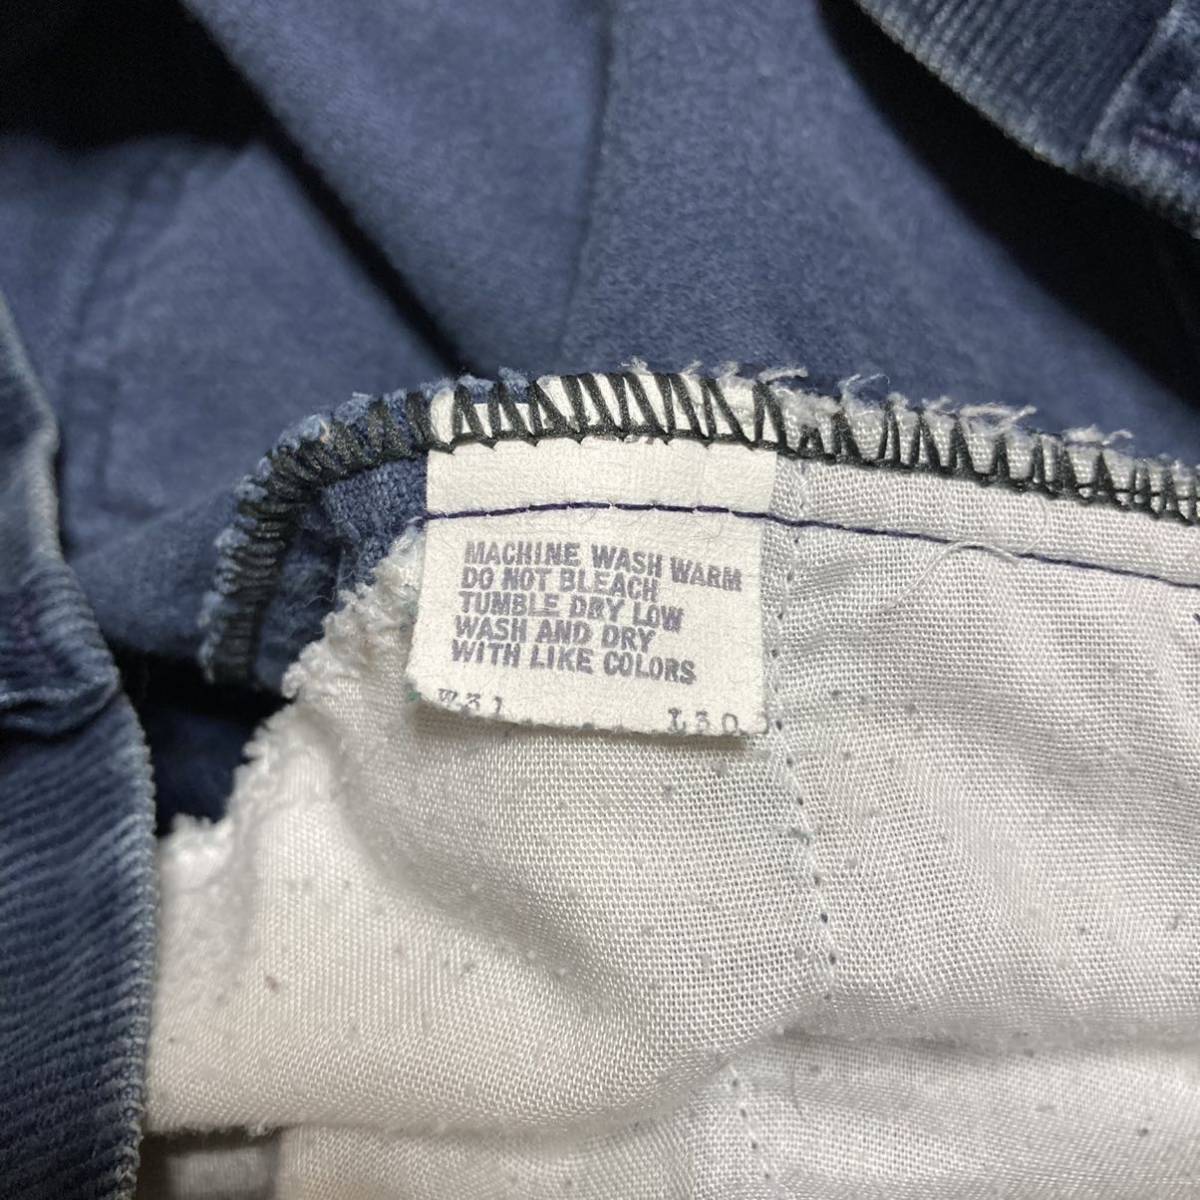 MACHINE WASH WARM
DO NOT BLEACH
TUMBLE DRY LOW
WASH AND DRY
WITH LIKE COLORS
W31 L30